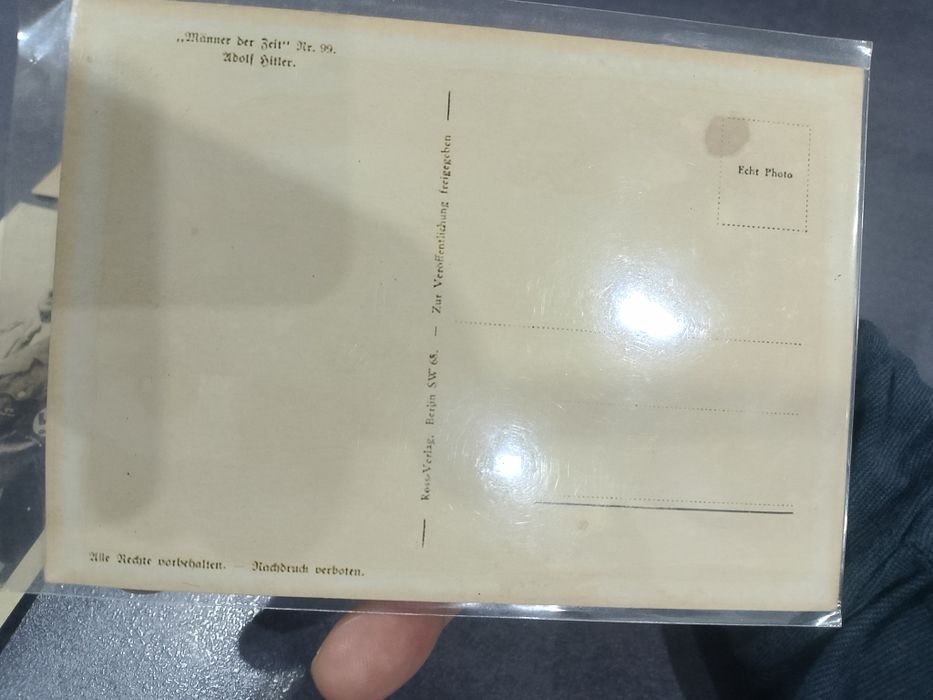 „Männer der Zeit“ Nr. 99.
Adolf Hitler.
Ross-Verlag, Berlin SW 68. — Zur Veröffentlichung freigegeben
Echt Photo
Alle Rechte vorbehalten. — Nachdruck verboten.